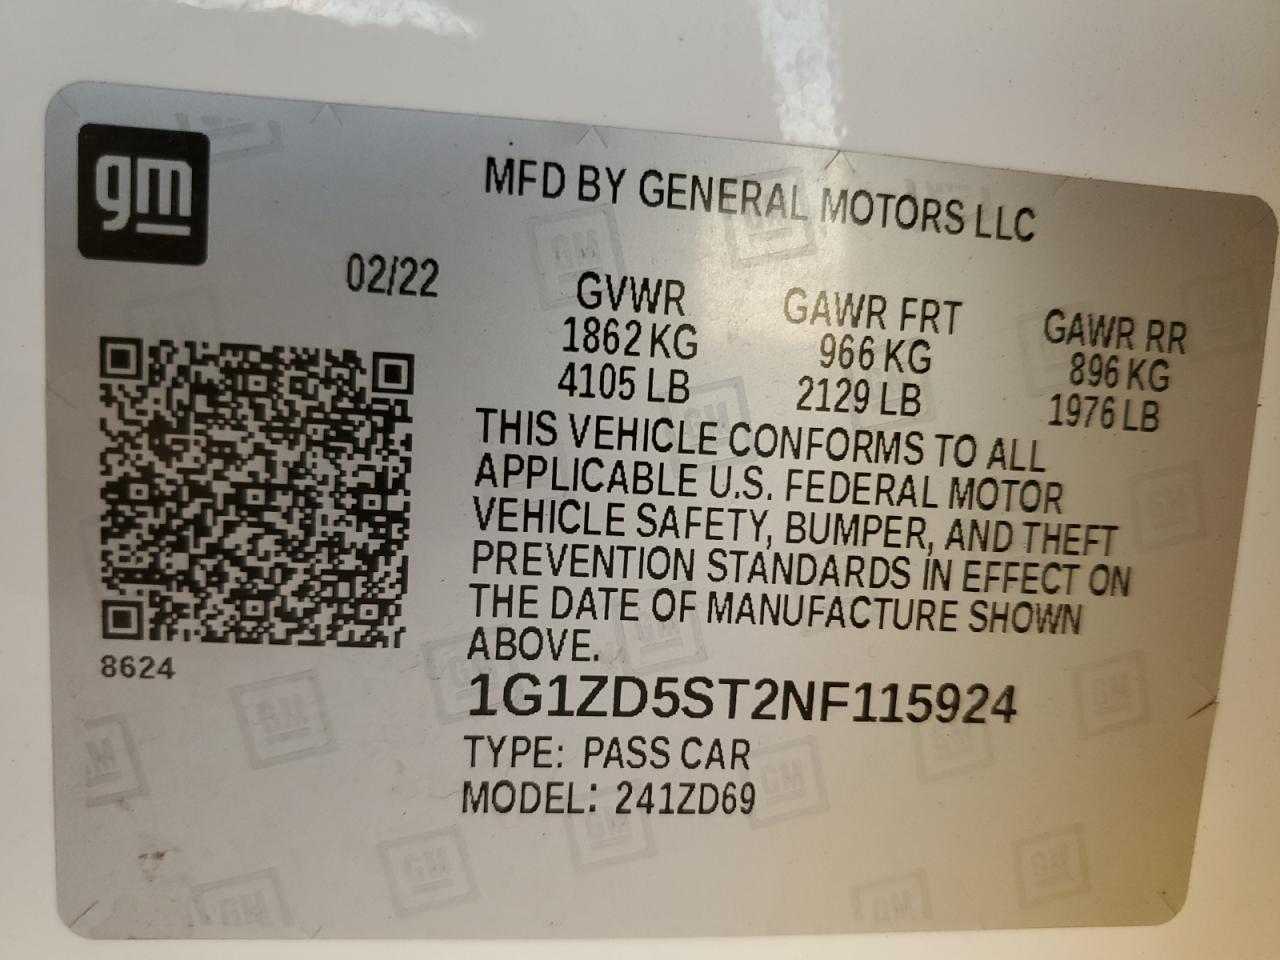 gm
MFD BY GENERAL MOTORS LLC
02/22
GVWR GAWR FRT GAWR RR
1862 KG 966 KG 896 KG
4105 LB 2129 LB 1976 LB
THIS VEHICLE CONFORMS TO ALL
APPLICABLE U.S. FEDERAL MOTOR
VEHICLE SAFETY, BUMPER, AND THEFT
PREVENTION STANDARDS IN EFFECT ON
THE DATE OF MANUFACTURE SHOWN
ABOVE.
8624
1G1ZD5ST2NF115924
TYPE: PASS CAR
MODEL: 241ZD69